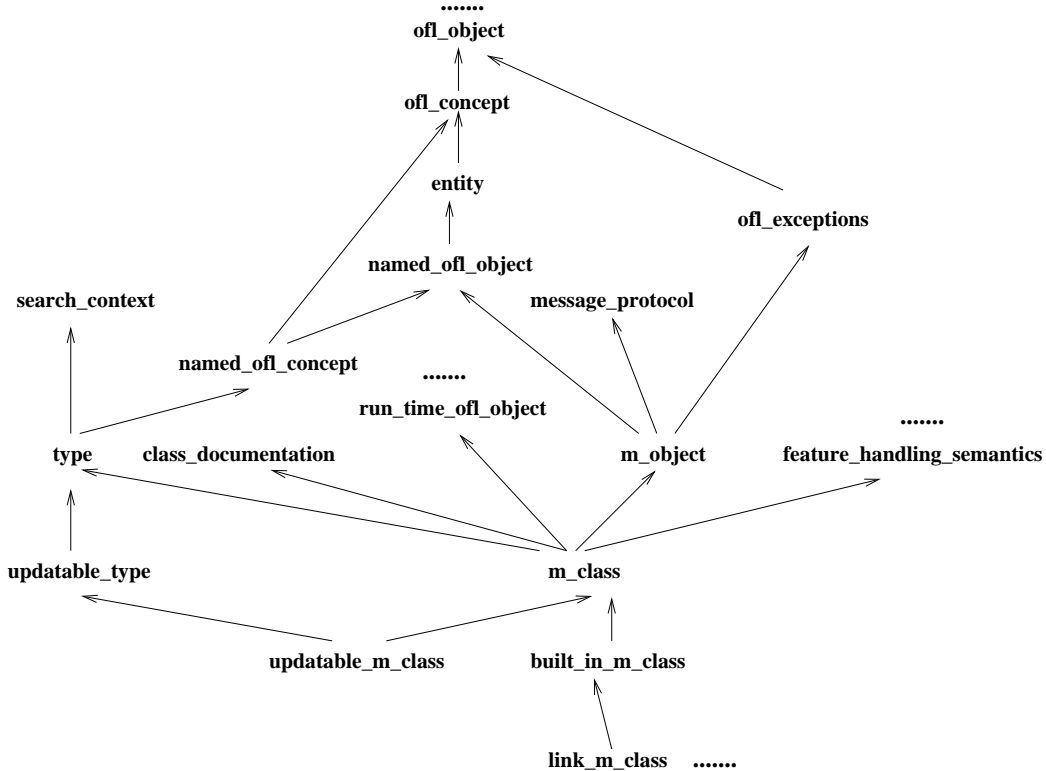 .......
ofl_object
ofl_concept
entity
ofl_exceptions
named_ofl_object
search_context
message_protocol
named_ofl_concept
.......
run_time_ofl_object
.......
type
class_documentation
m_object
feature_handling_semantics
updatable_type
m_class
updatable_m_class
built_in_m_class
link_m_class
.......